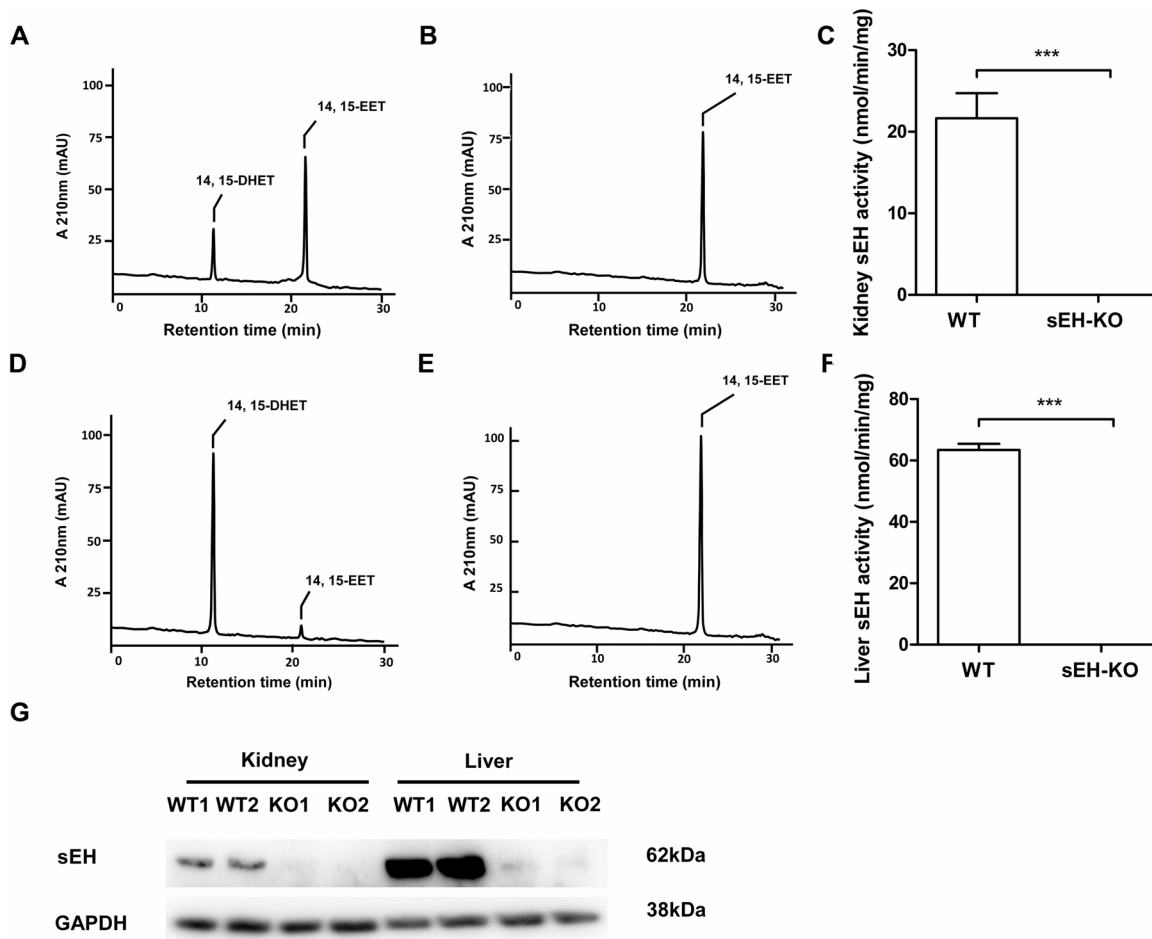 A
14, 15-DHET
14, 15-EET
100
75
50
25
A 210nm (mAU)
0 10 20 30
Retention time (min)
B
14, 15-EET
100
75
50
25
A 210nm (mAU)
0 10 20 30
Retention time (min)
C
***
30
20
10
0
Kidney sEH activity (nmol/min/mg)
WT sEH-KO
D
14, 15-DHET
14, 15-EET
100
75
50
25
A 210nm (mAU)
0 10 20 30
Retention time (min)
E
14, 15-EET
100
75
50
25
A 210nm (mAU)
0 10 20 30
Retention time (min)
F
***
80
60
40
20
0
Liver sEH activity (nmol/min/mg)
WT sEH-KO
G
Kidney Liver
WT1 WT2 KO1 KO2 WT1 WT2 KO1 KO2
sEH 62kDa
GAPDH 38kDa